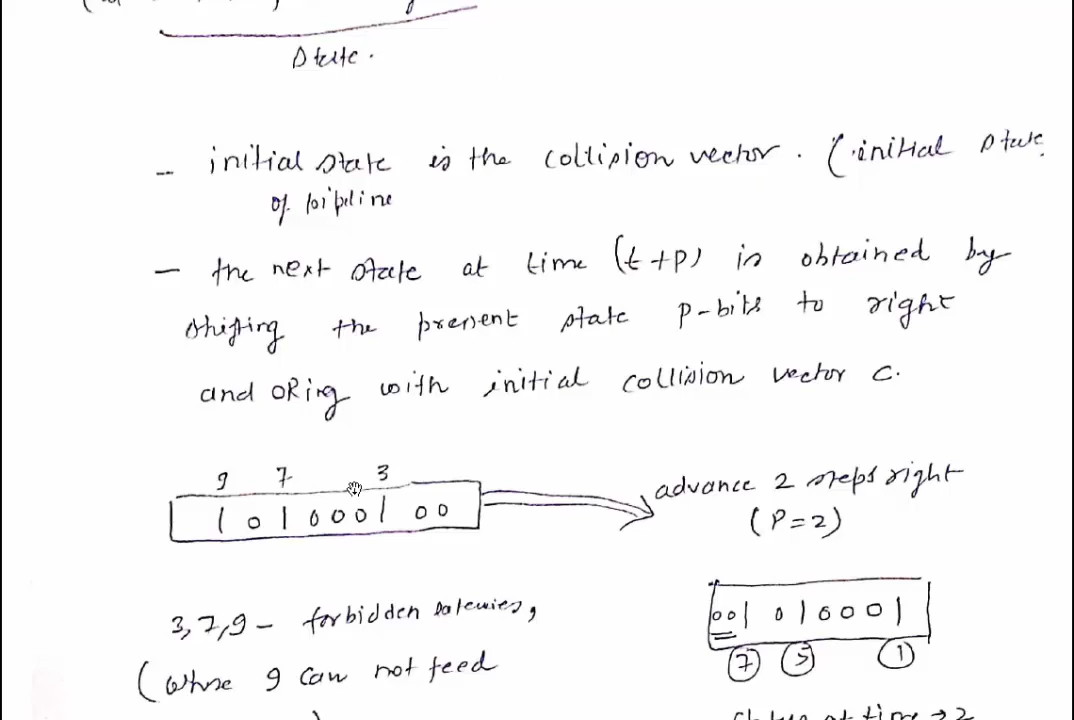 State.
- initial state is the collision vector. (initial state
of pipline
- the next state at time (t+P) is obtained by
shifting the present state p-bits to right
and ORing with initial collision vector C.
9 7 3
1 0 1 0 0 0 1 0 0
advance 2 steps right
(P=2)
0 0 1 0 1 0 0 0 1
7 5 1
3,7,9 - forbidden latencies,
(where 9 can not feed